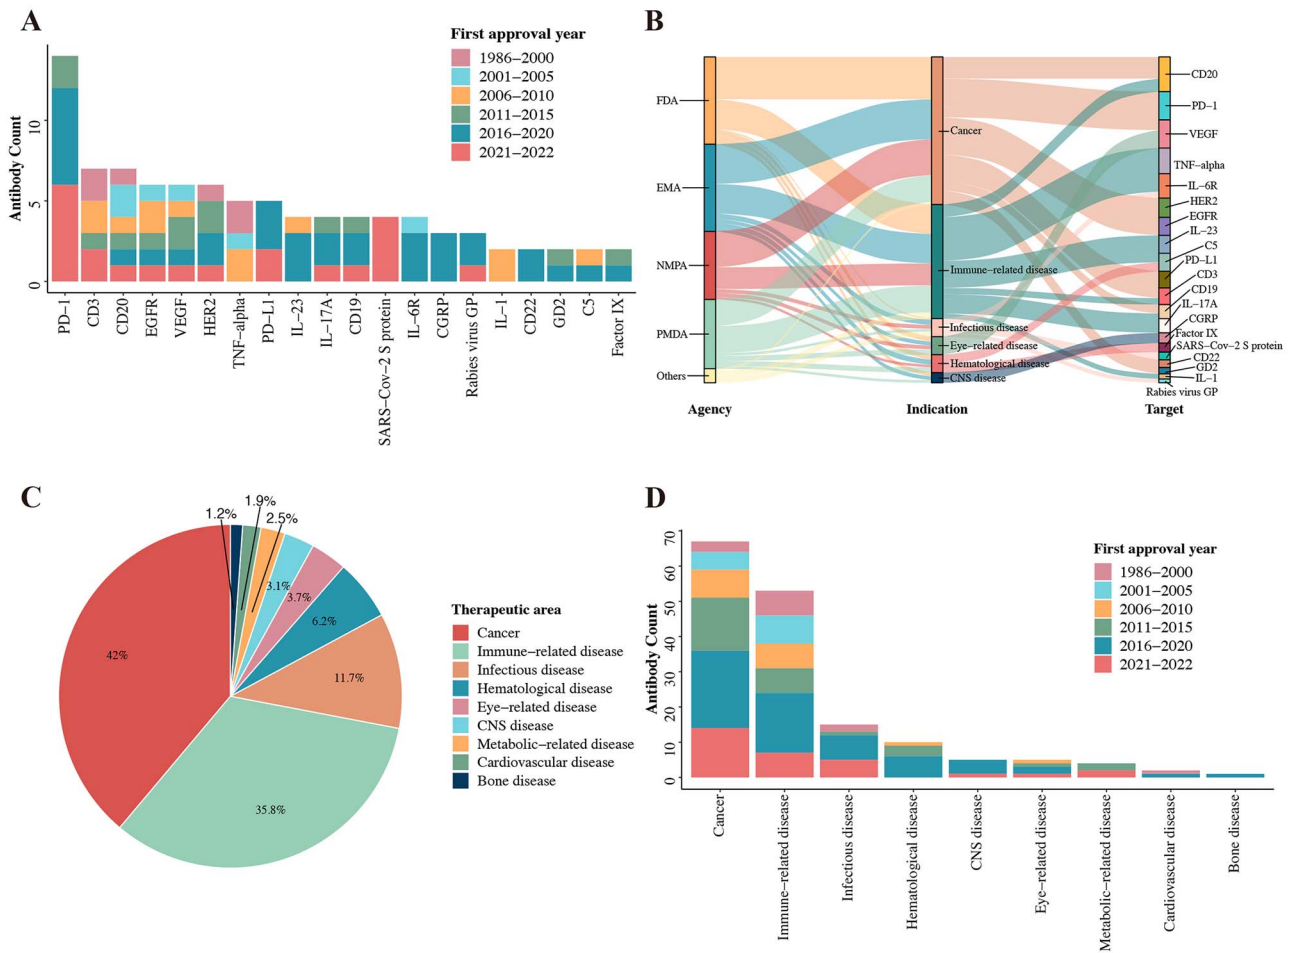 A
First approval year
1986–2000
2001–2005
2006–2010
2011–2015
2016–2020
2021–2022
Antibody Count
10
5
0
PD−1
CD3
CD20
EGFR
VEGF
HER2
TNF−alpha
PD−L1
IL−23
IL−17A
CD19
SARS−Cov−2 S protein
IL−6R
CGRP
Rabies virus GP
IL−1
CD22
GD2
C5
Factor IX
B
FDA
EMA
NMPA
PMDA
Others
Cancer
Immune−related disease
Infectious disease
Eye−related disease
Hematological disease
CNS disease
CD20
PD−1
VEGF
TNF−alpha
IL−6R
HER2
EGFR
IL−23
C5
PD−L1
CD3
CD19
IL−17A
CGRP
Factor IX
SARS−Cov−2 S protein
CD22
GD2
IL−1
Rabies virus GP
Agency
Indication
Target
C
1.2%
1.9%
2.5%
3.1%
3.7%
6.2%
11.7%
35.8%
42%
Therapeutic area
Cancer
Immune−related disease
Infectious disease
Hematological disease
Eye−related disease
CNS disease
Metabolic−related disease
Cardiovascular disease
Bone disease
D
First approval year
1986–2000
2001–2005
2006–2010
2011–2015
2016–2020
2021–2022
Antibody Count
70
60
50
40
30
20
10
0
Cancer
Immune−related disease
Infectious disease
Hematological disease
CNS disease
Eye−related disease
Metabolic−related disease
Cardiovascular disease
Bone disease